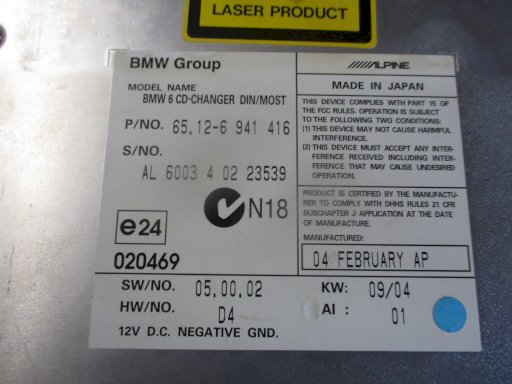 LASER PRODUCT
BMW Group
MODEL NAME
BMW 6 CD-CHANGER DIN/MOST
P/NO. 65.12-6 941 416
S/NO.
AL 6003 4 02 23539
N18
e24
020469
ALPINE
MADE IN JAPAN
THIS DEVICE COMPLIES WITH PART 15 OF
THE FCC RULES. OPERATION IS SUBJECT
TO THE FOLLOWING TWO CONDITIONS:
(1) THIS DEVICE MAY NOT CAUSE HARMFUL
INTERFERENCE.
(2) THIS DEVICE MUST ACCEPT ANY INTER-
FERENCE RECEIVED INCLUDING INTER-
FERENCE THAT MAY CAUSE UNDESIRED
OPERATION.
PRODUCT IS CERTIFIED BY THE MANUFACTU-
RER TO COMPLY WITH DHHS RULES 21 CFR
SUBCHAPTER J APPLICATION AT THE DATE
OF MANUFACTURE.
MANUFACTURED:
04 FEBRUARY AP
SW/NO. 05.00.02 KW: 09/04
HW/NO. D4 AI : 01
12V D.C. NEGATIVE GND.